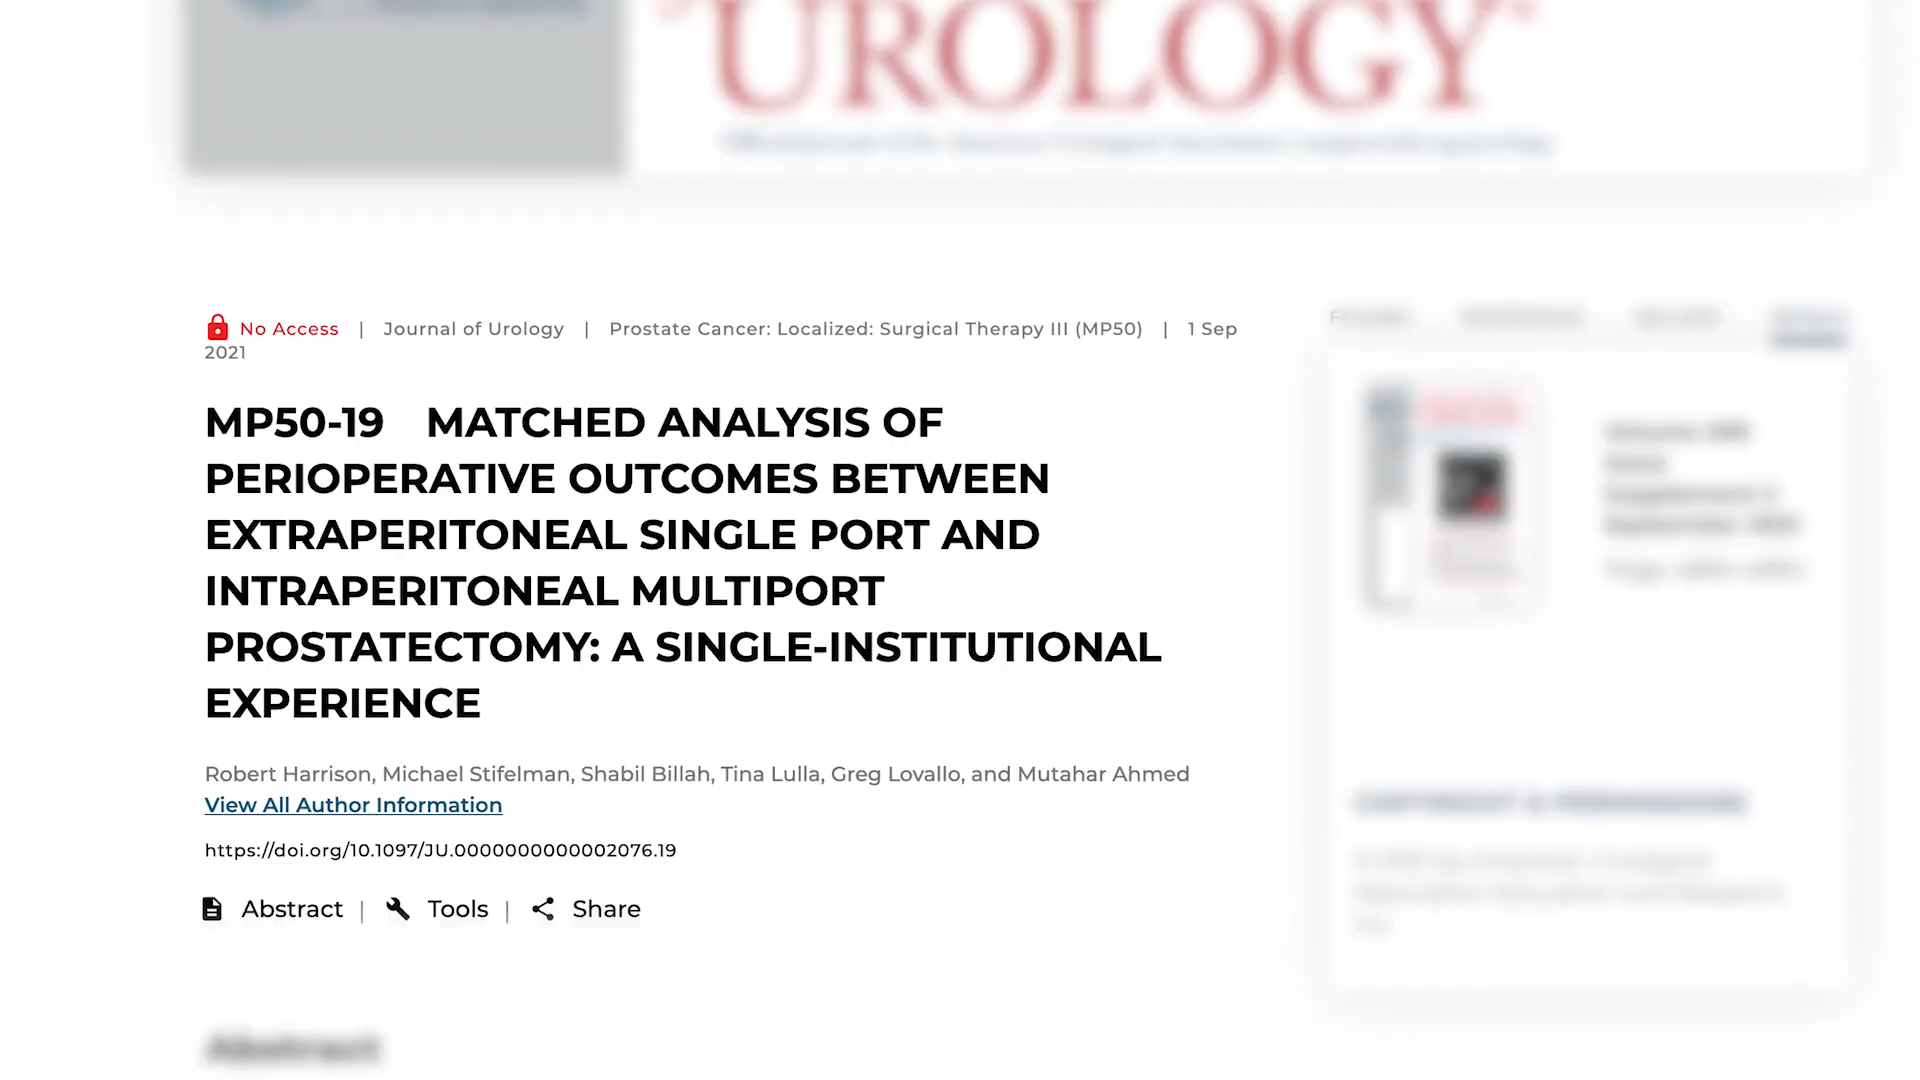 UROLOGY
No Access | Journal of Urology | Prostate Cancer: Localized: Surgical Therapy III (MP50) | 1 Sep
2021
MP50-19 MATCHED ANALYSIS OF
PERIOPERATIVE OUTCOMES BETWEEN
EXTRAPERITONEAL SINGLE PORT AND
INTRAPERITONEAL MULTIPORT
PROSTATECTOMY: A SINGLE-INSTITUTIONAL
EXPERIENCE
Robert Harrison, Michael Stifelman, Shabil Billah, Tina Lulla, Greg Lovallo, and Mutahar Ahmed
View All Author Information
https://doi.org/10.1097/JU.0000000000002076.19
Abstract | Tools | Share
Abstract
COPYRIGHT & PERMISSIONS